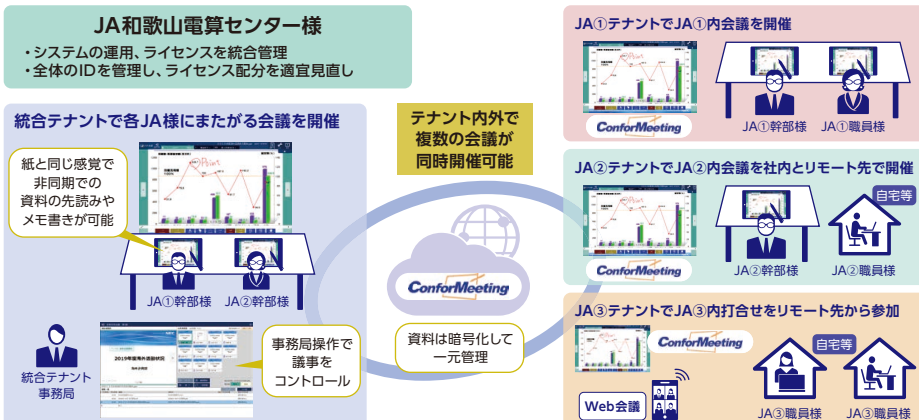 JA和歌山電算センター様
・システムの運用、ライセンスを統合管理
・全体のIDを管理し、ライセンス配分を適宜見直し
統合テナントで各JA様にまたがる会議を開催
紙と同じ感覚で
非同期での
資料の先読みや
メモ書きが可能
Point
JA①幹部様
JA②幹部様
統合テナント
事務局
2019年度海外進捗状況
事務局操作で
議事を
コントロール
テナント内外で
複数の会議が
同時開催可能
ConforMeeting
資料は暗号化して
一元管理
JA①テナントでJA①内会議を開催
ConforMeeting
JA①幹部様
JA①職員様
JA②テナントでJA②内会議を社内とリモート先で開催
ConforMeeting
自宅等
JA②幹部様
JA②職員様
JA③テナントでJA③内打合せをリモート先から参加
ConforMeeting
自宅等
Web会議
JA③職員様
JA③職員様